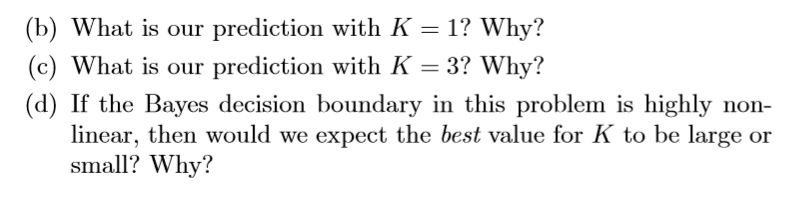 (b) What is our prediction with K = 1? Why?
(c) What is our prediction with K = 3? Why?
(d) If the Bayes decision boundary in this problem is highly non-
linear, then would we expect the best value for K to be large or
small? Why?